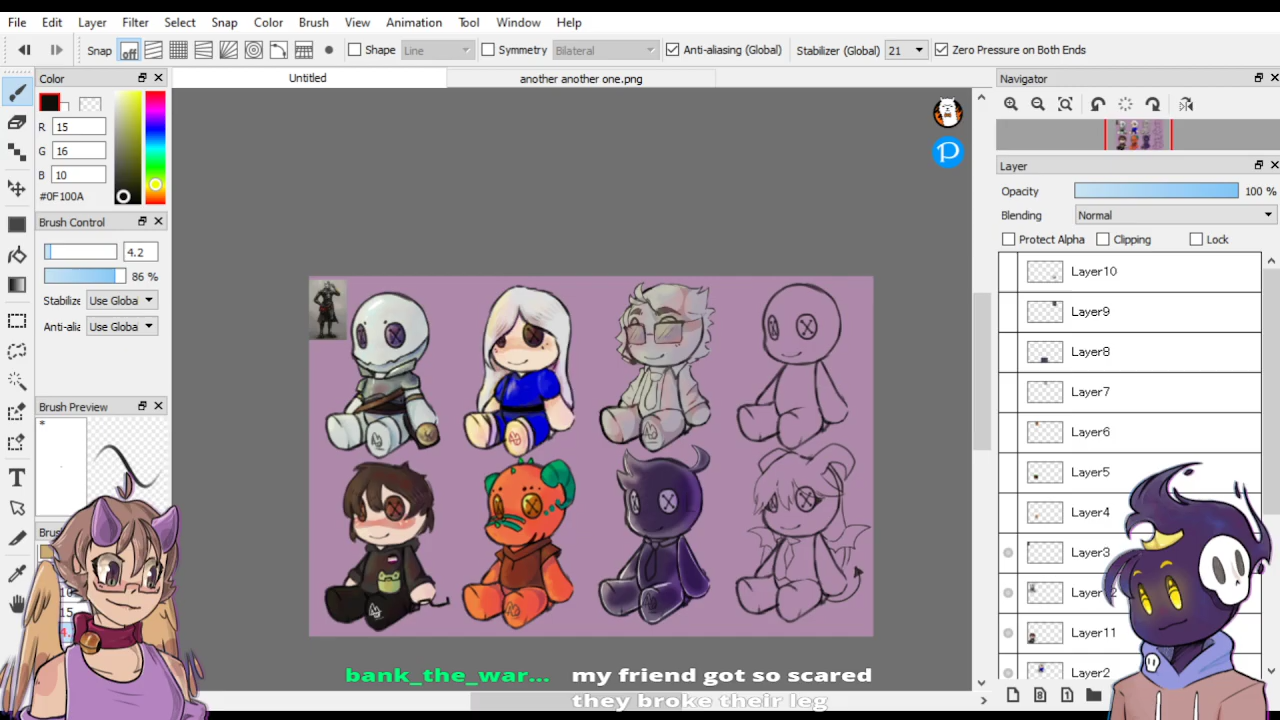 File Edit Layer Filter Select Snap Color Brush View Animation Tool Window Help
Snap off Shape Line Symmetry Bilateral Anti-aliasing (Global) Stabilizer (Global) 21 Zero Pressure on Both Ends
Color Untitled another another one.png Navigator
R 15
G 16
B 10
#0F100A
Layer
Opacity 100 %
Blending Normal
Protect Alpha Clipping Lock
Brush Control
4.2
86 %
Stabilize Use Globa
Anti-alia Use Globa
Brush Preview
*
T
Bru
15
4.
P
Layer10
Layer9
Layer8
Layer7
Layer6
Layer5
Layer4
Layer3
Layer11
Layer2
bank_the_war... my friend got so scared
they broke their leg